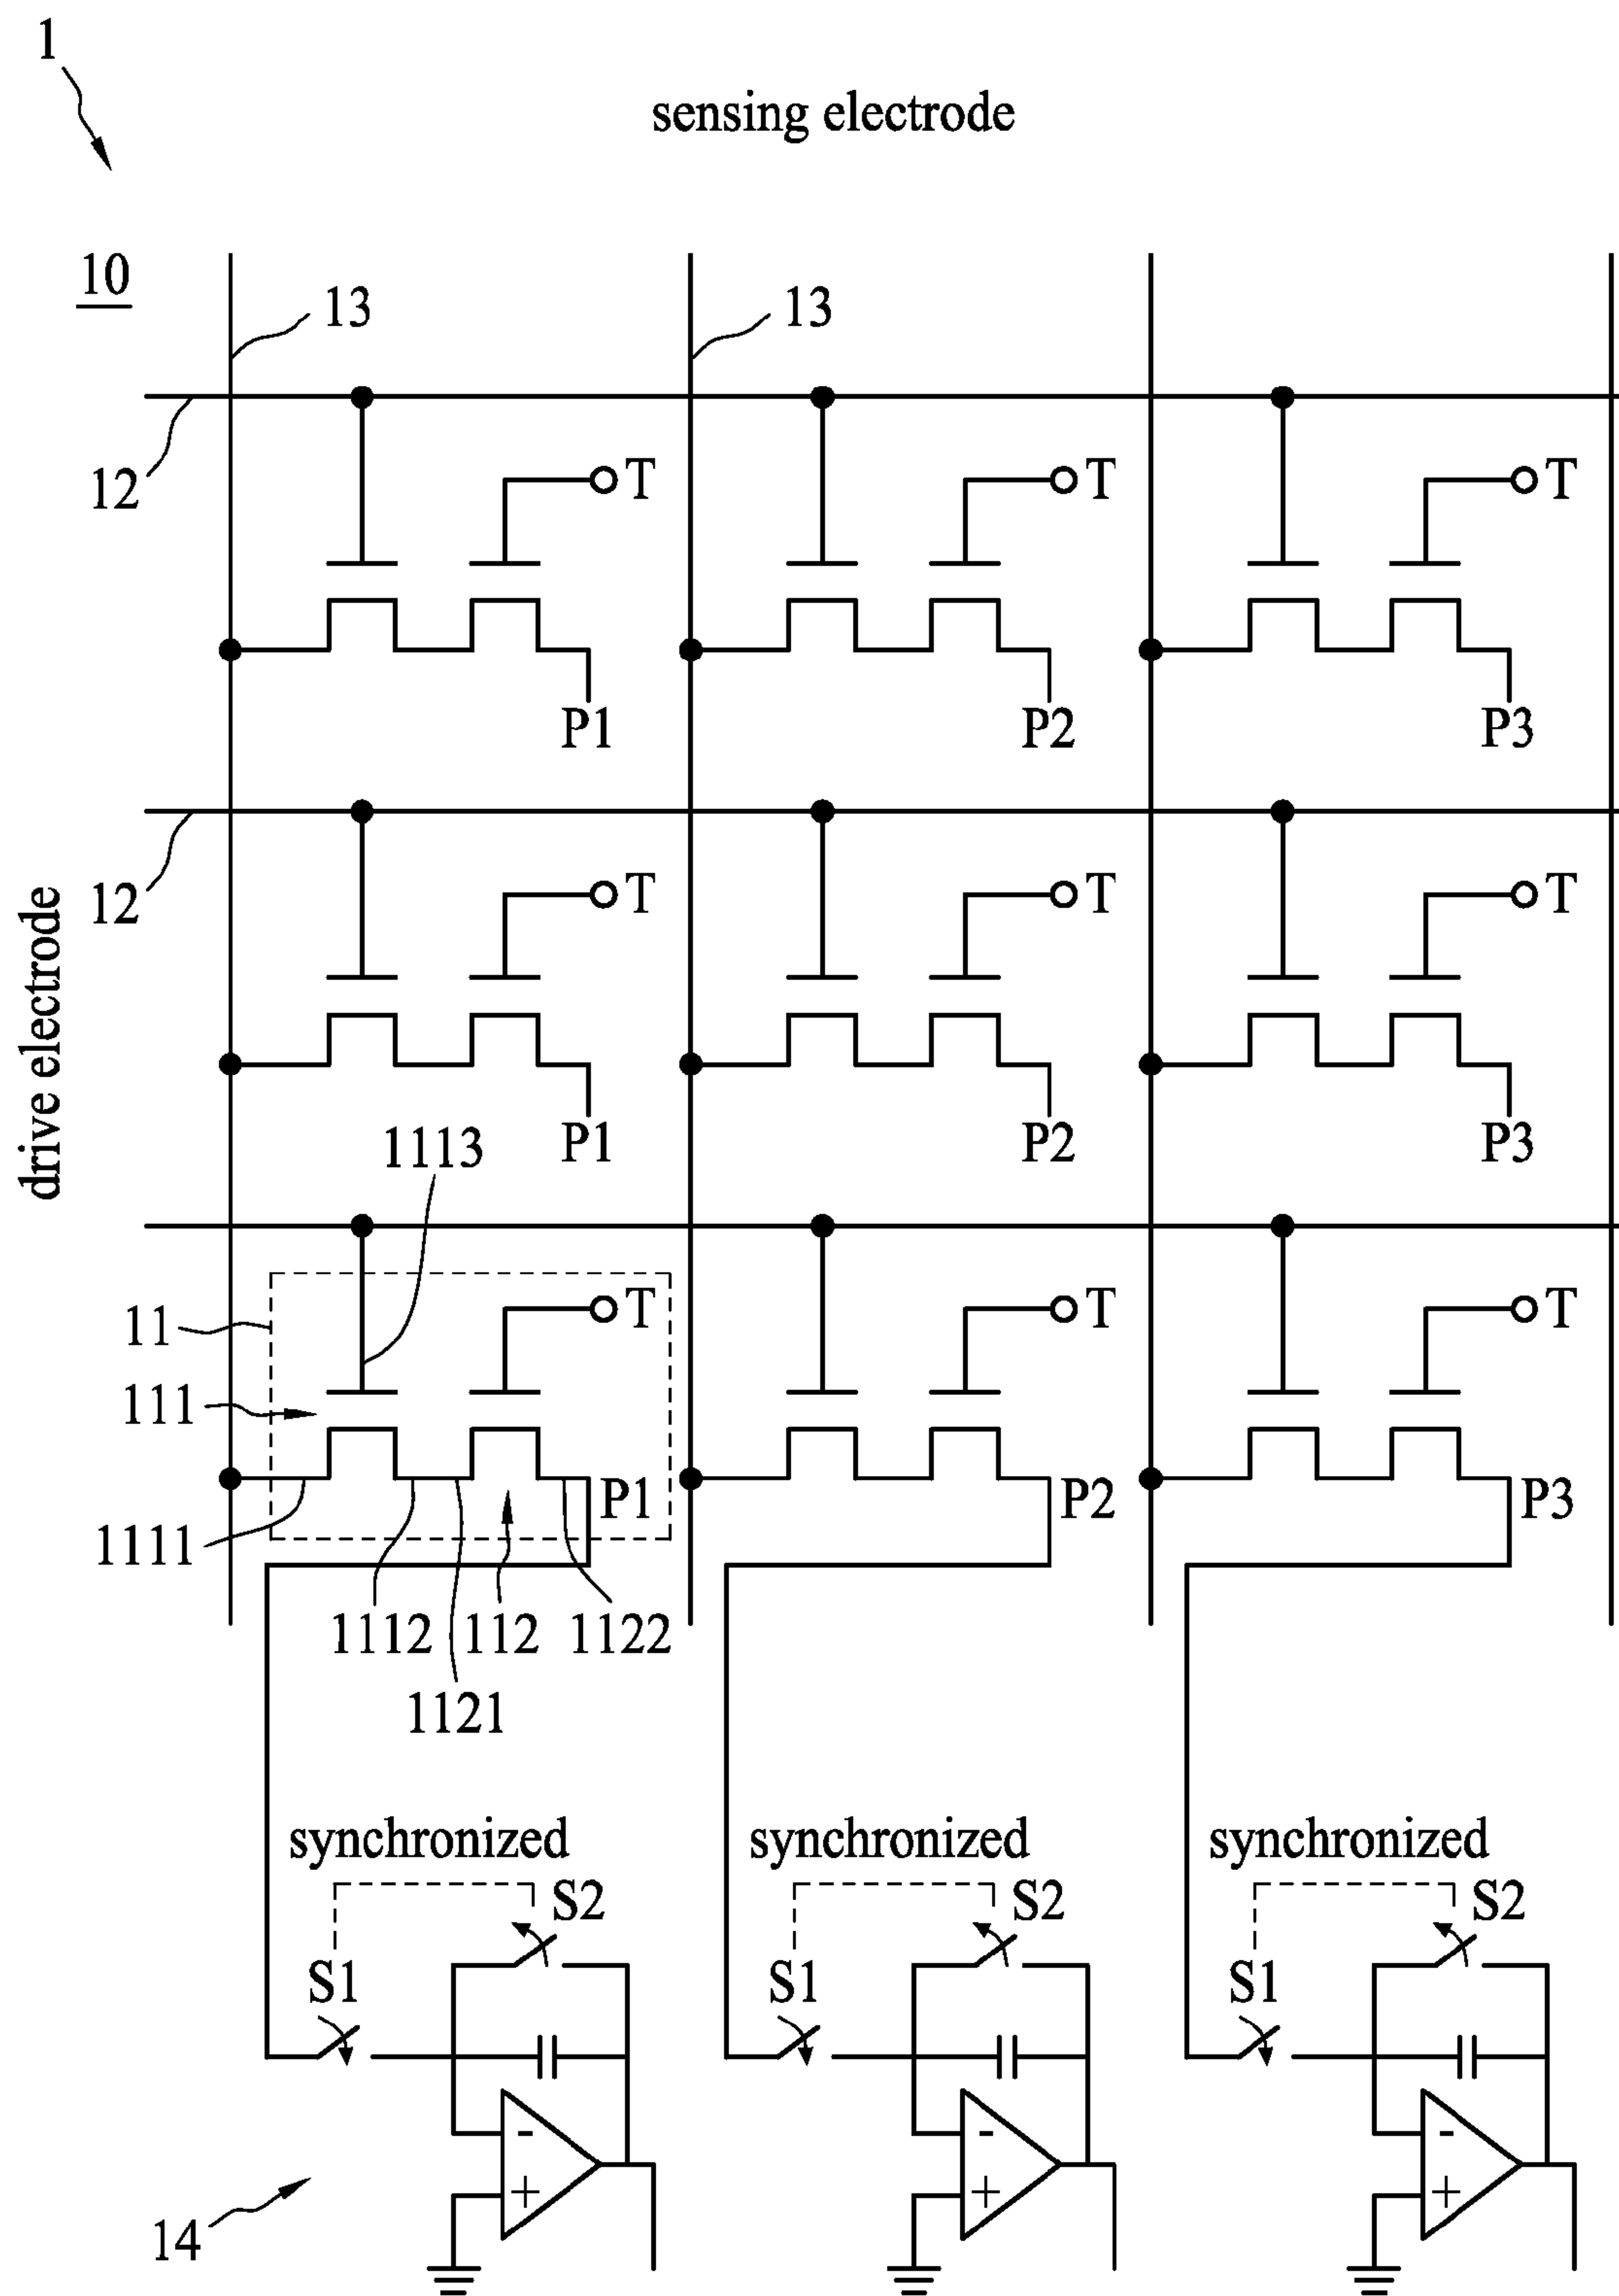 1
sensing electrode
10
13
13
12
T
T
T
P1
P2
P3
12
T
T
T
drive electrode
1113
P1
P2
P3
11
T
T
T
111
P1
P2
P3
1111
1112
112
1122
1121
synchronized
synchronized
synchronized
S2
S2
S2
S1
S1
S1
-
-
-
+
+
+
14